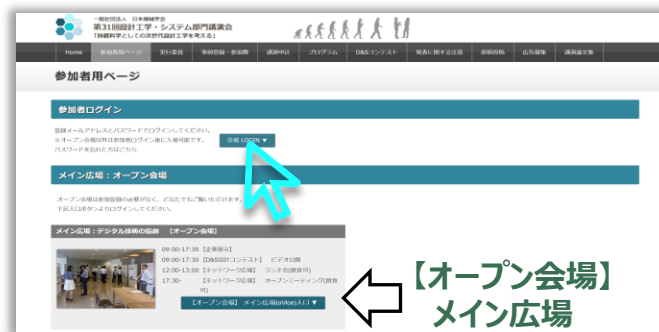 一般社団法人 日本機械学会
第31回設計工学・システム部門講演会
「持続科学としての次世代設計工学を考える」
Home 参加者用ページ 実行委員 事前登録・参加費 講演申込 プログラム D&Sコンテスト 発表に関する注意 部級投稿 広告募集 講演論文集
参加者用ページ
参加者ログイン
登録メールアドレスとパスワードでログインしてください。
※オープン会場以外は参加者ログイン後に入場可能です。
パスワードを忘れた方はこちら
会場 LOGIN ▼
メイン広場：オープン会場
オープン会場は参加登録の必要がなく、どなたでもご覧いただけます。
下記入口ボタンよりログインしてください。
メイン広場：デジタル技術の協創 【オープン会場】
09:00-17:30 【企業展示】
09:00-17:30 【D&S設計コンテスト】 ビデオ公開
12:00-13:00 【ネットワーク広場】 ランチ会(飲食可)
17:30- 【ネットワーク広場】 オープンミーティング(飲食可)
【オープン会場】 メイン広場(oVice)入口 ▼
【オープン会場】
メイン広場